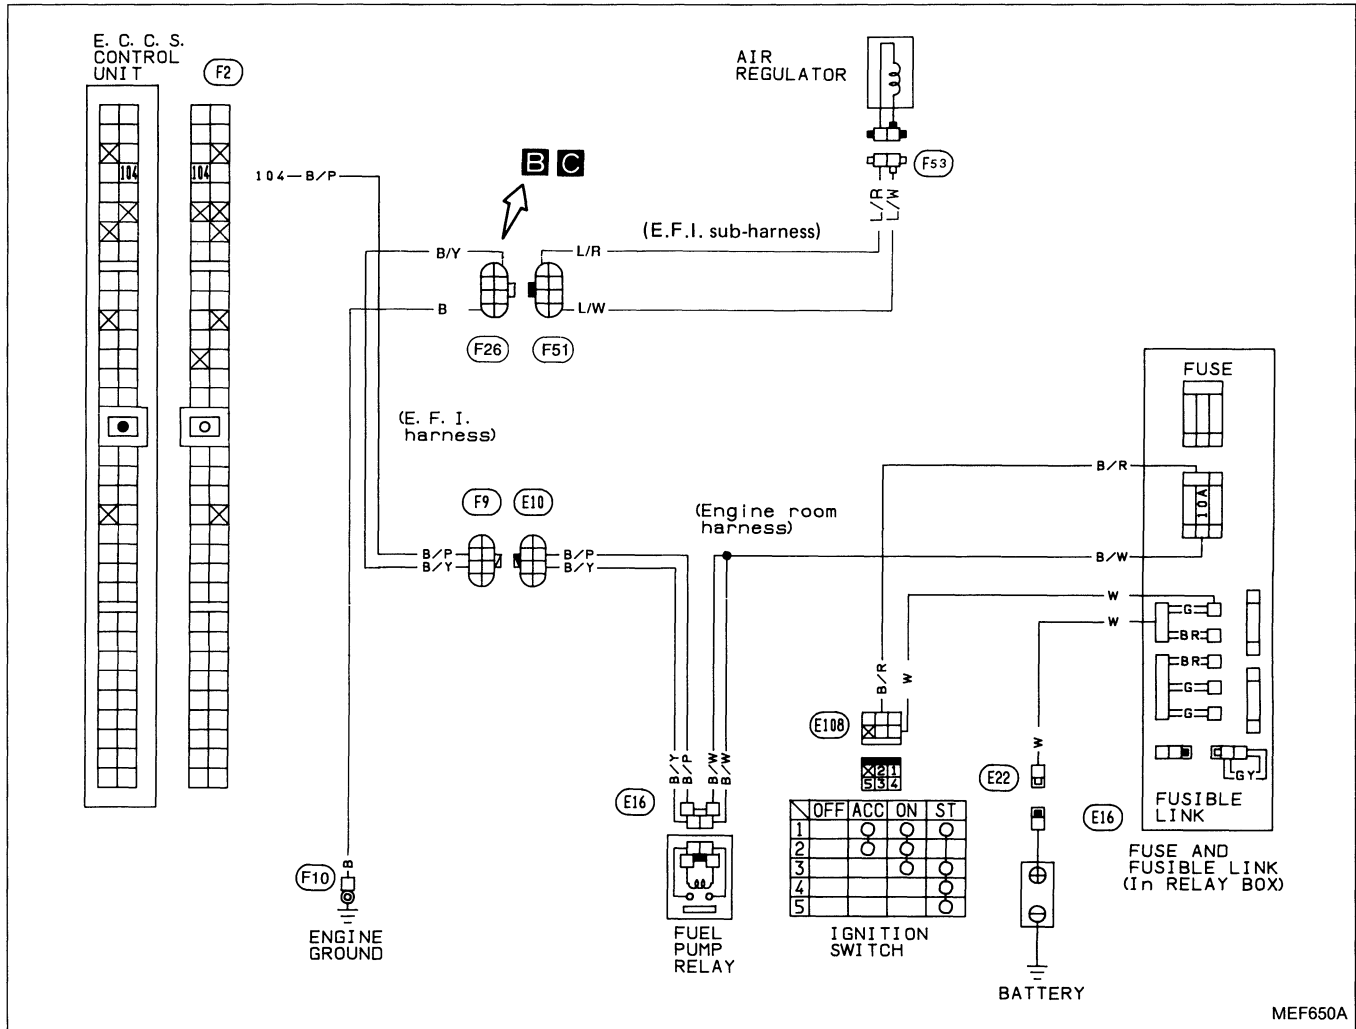 E. C. C. S.
CONTROL
UNIT
F2
104
104
104—B/P
B C
AIR
REGULATOR
F53
L/R
L/W
(E.F.I. sub-harness)
B/Y
L/R
B
L/W
F26
F51
(E. F. I.
harness)
F9
E10
B/P
B/Y
B/P
B/Y
(Engine room
harness)
FUSE
B/R
10A
B/W
W
W
G
BR
BR
G
G
GY
FUSIBLE
LINK
B/R
W
E108
2 1
5 3 4
OFF ACC ON ST
1
2
3
4
5
IGNITION
SWITCH
B/Y
B/P
B/W
B/W
E16
FUEL
PUMP
RELAY
W
E22
E16
FUSE AND
FUSIBLE LINK
(In RELAY BOX)
BATTERY
B
F10
ENGINE
GROUND
MEF650A